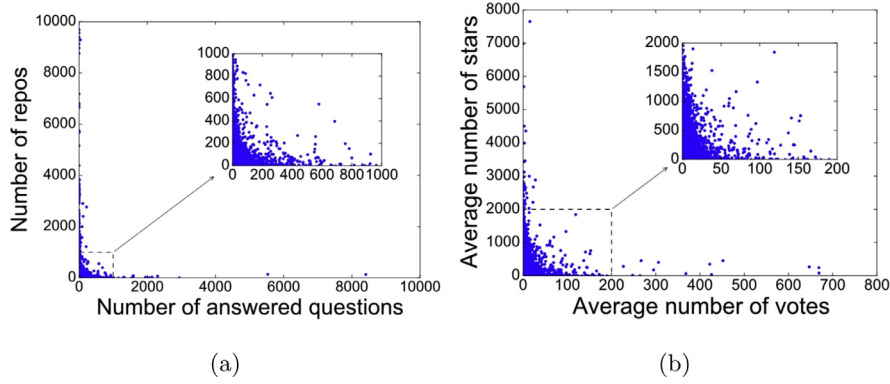 10000
8000
6000
4000
2000
0
Number of repos
0 2000 4000 6000 8000 10000
Number of answered questions
1000
800
600
400
200
0
0 200 400 600 800 1000
(a)
8000
7000
6000
5000
4000
3000
2000
1000
0
Average number of stars
0 100 200 300 400 500 600 700 800
Average number of votes
2000
1500
1000
500
0
0 50 100 150 200
(b)